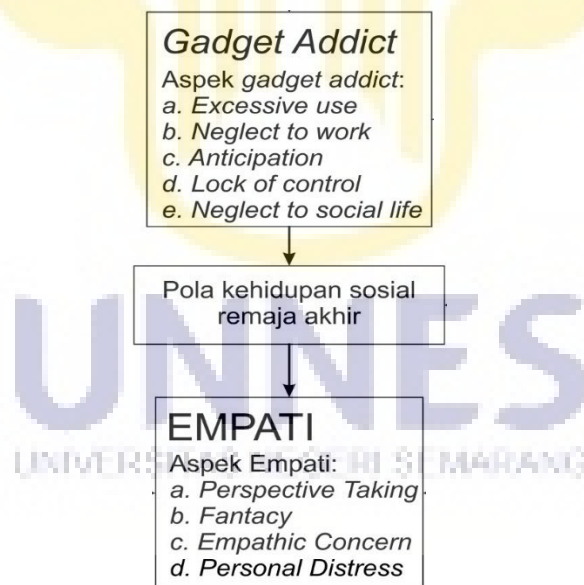 Gadget Addict
Aspek gadget addict:
a. Excessive use
b. Neglect to work
c. Anticipation
d. Lock of control
e. Neglect to social life
Pola kehidupan sosial
remaja akhir
UNNES
UNIVERSITAS NEGERI SEMARANG
EMPATI
Aspek Empati:
a. Perspective Taking
b. Fantacy
c. Empathic Concern
d. Personal Distress